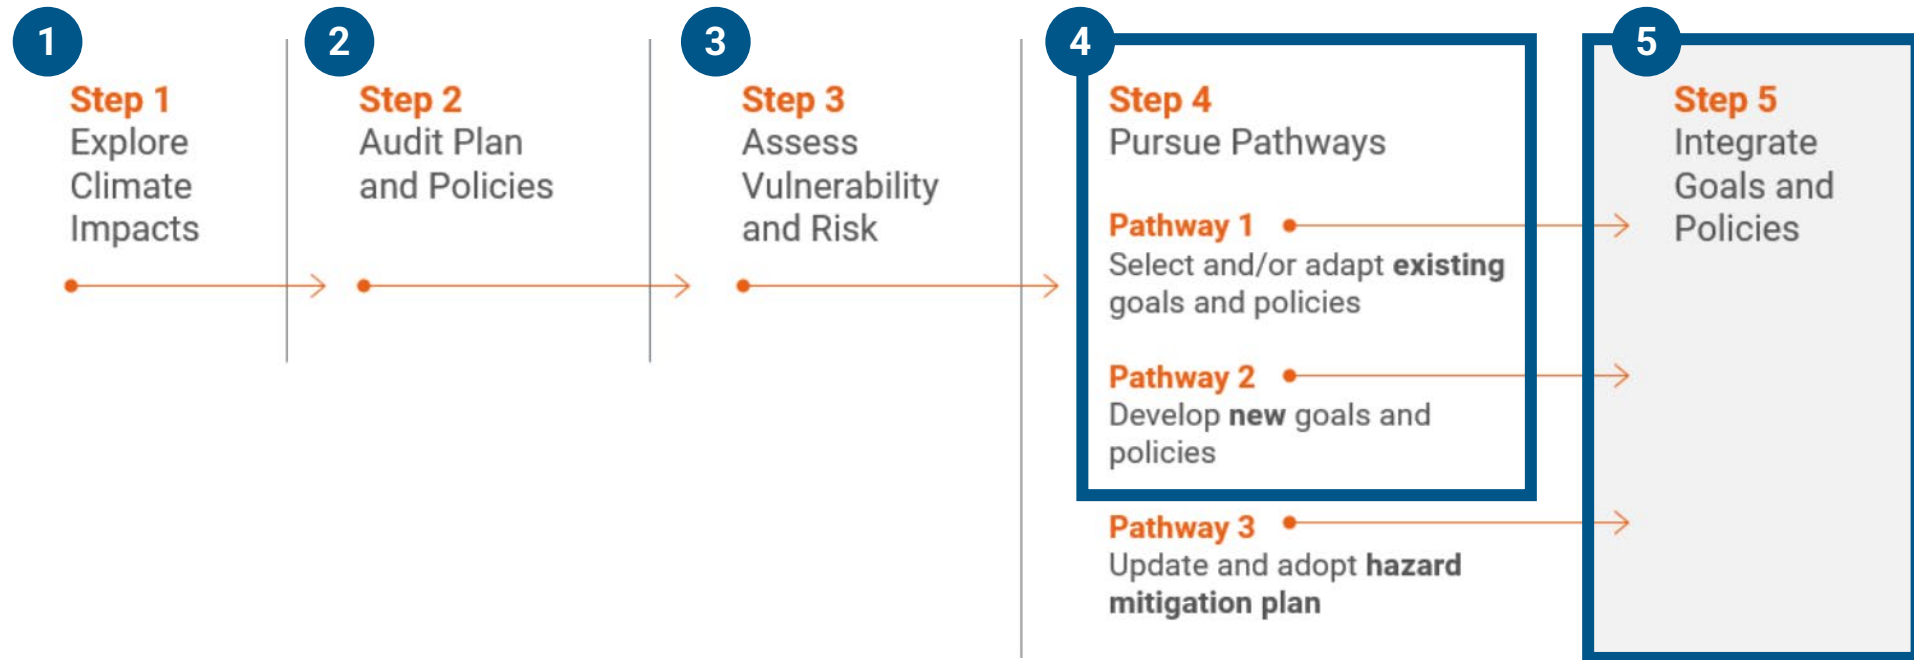 1
Step 1
Explore
Climate
Impacts
2
Step 2
Audit Plan
and Policies
3
Step 3
Assess
Vulnerability
and Risk
4
Step 4
Pursue Pathways
Pathway 1
Select and/or adapt existing
goals and policies
Pathway 2
Develop new goals and
policies
Pathway 3
Update and adopt hazard
mitigation plan
5
Step 5
Integrate
Goals and
Policies